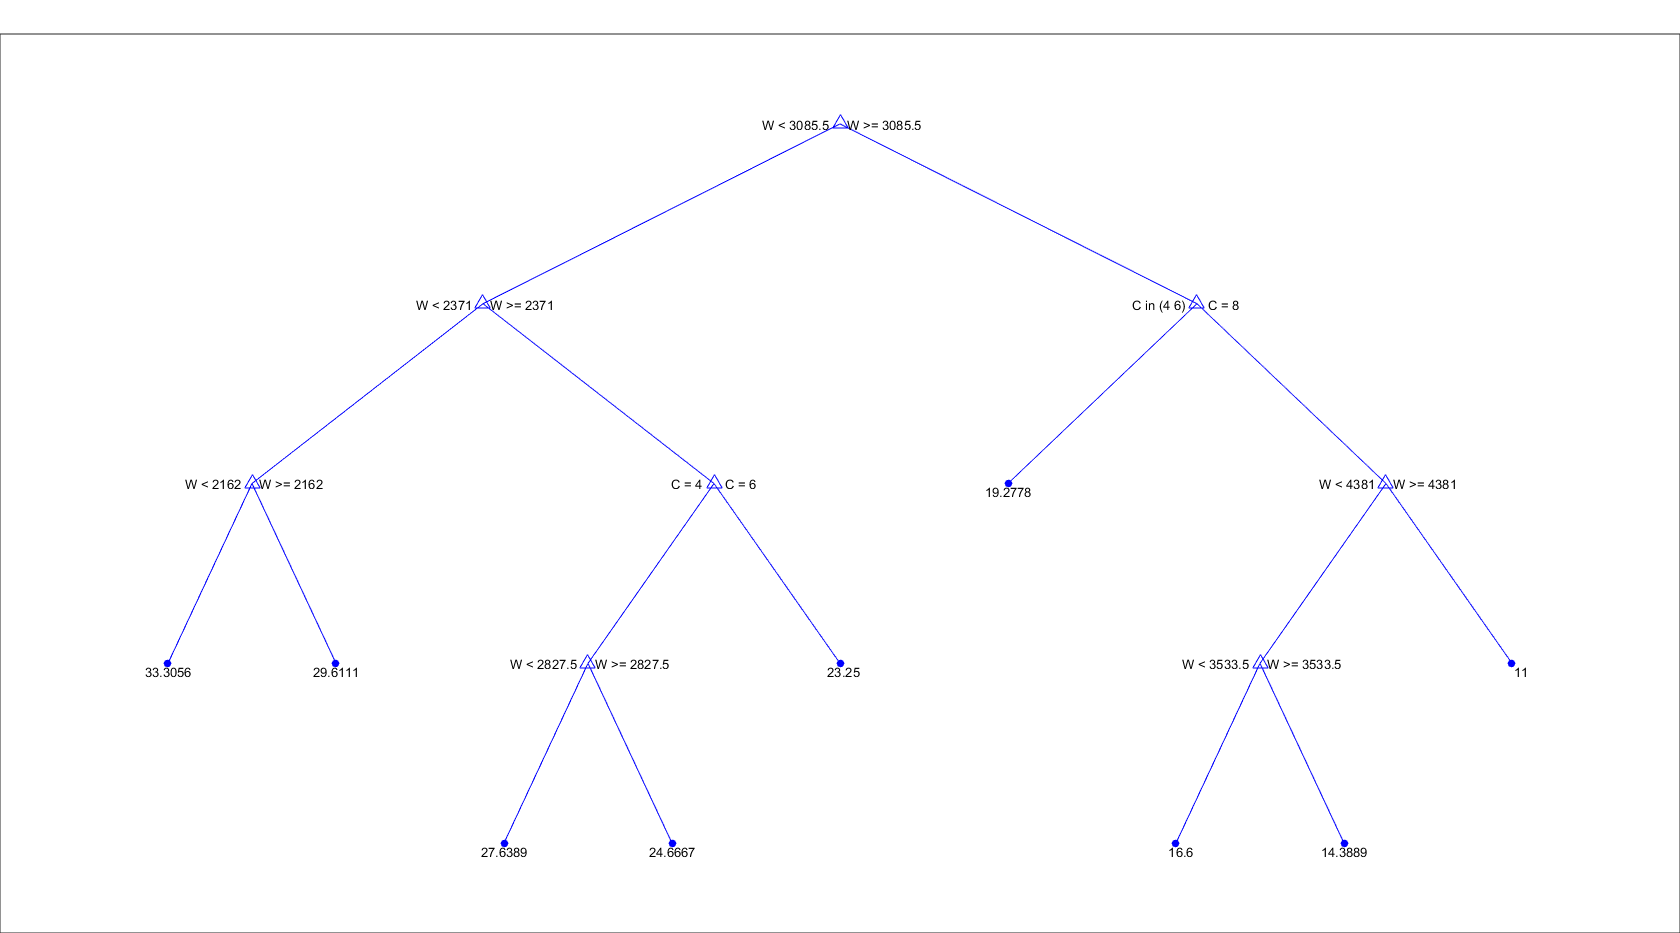 W < 3085.5 W >= 3085.5
W < 2371 W >= 2371
C in (4 6) C = 8
W < 2162 W >= 2162
C = 4 C = 6
19.2778
W < 4381 W >= 4381
33.3056
29.6111
W < 2827.5 W >= 2827.5
23.25
W < 3533.5 W >= 3533.5
11
27.6389
24.6667
16.6
14.3889